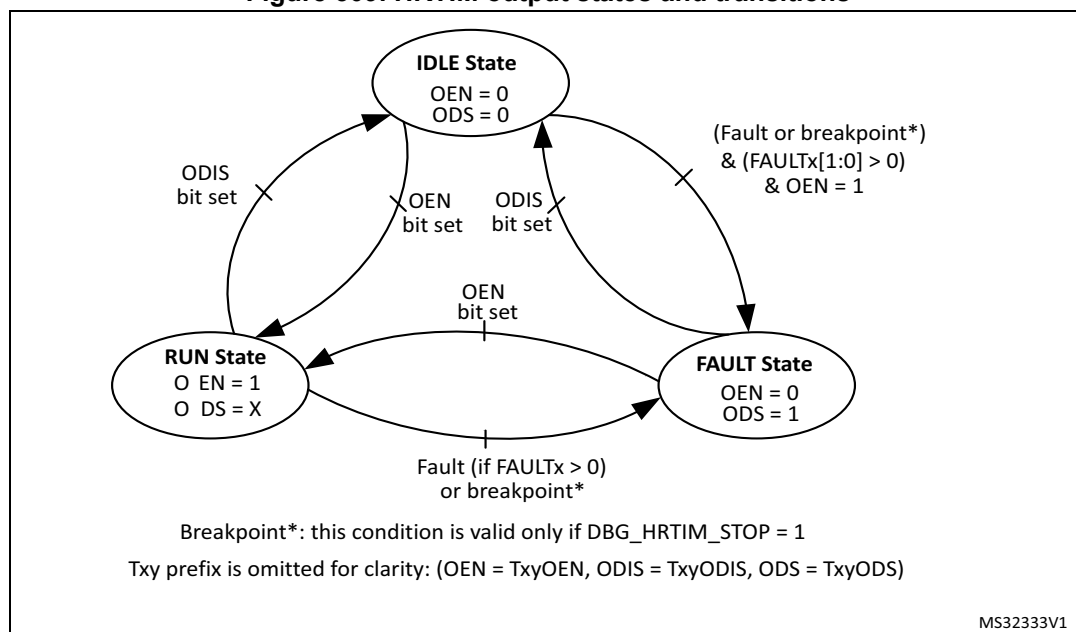 IDLE State
OEN = 0
ODS = 0
(Fault or breakpoint*)
& (FAULTx[1:0] > 0)
& OEN = 1
ODIS
bit set
OEN
bit set
ODIS
bit set
OEN
bit set
RUN State
O EN = 1
O DS = X
FAULT State
OEN = 0
ODS = 1
Fault (if FAULTx > 0)
or breakpoint*
Breakpoint*: this condition is valid only if DBG_HRTIM_STOP = 1
Txy prefix is omitted for clarity: (OEN = TxyOEN, ODIS = TxyODIS, ODS = TxyODS)
MS32333V1